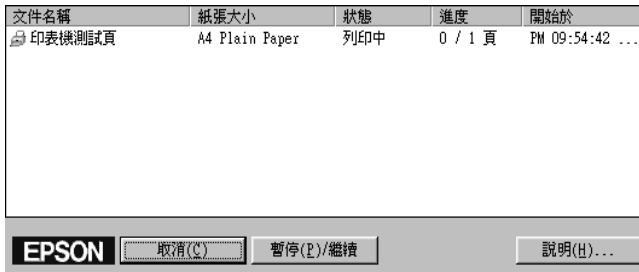 文件名稱 紙張大小 狀態 進度 開始於
印表機測試頁 A4 Plain Paper 列印中 0 / 1 頁 PM 09:54:42 ...
EPSON 取消(C) 暫停(P)/繼續 說明(H)...